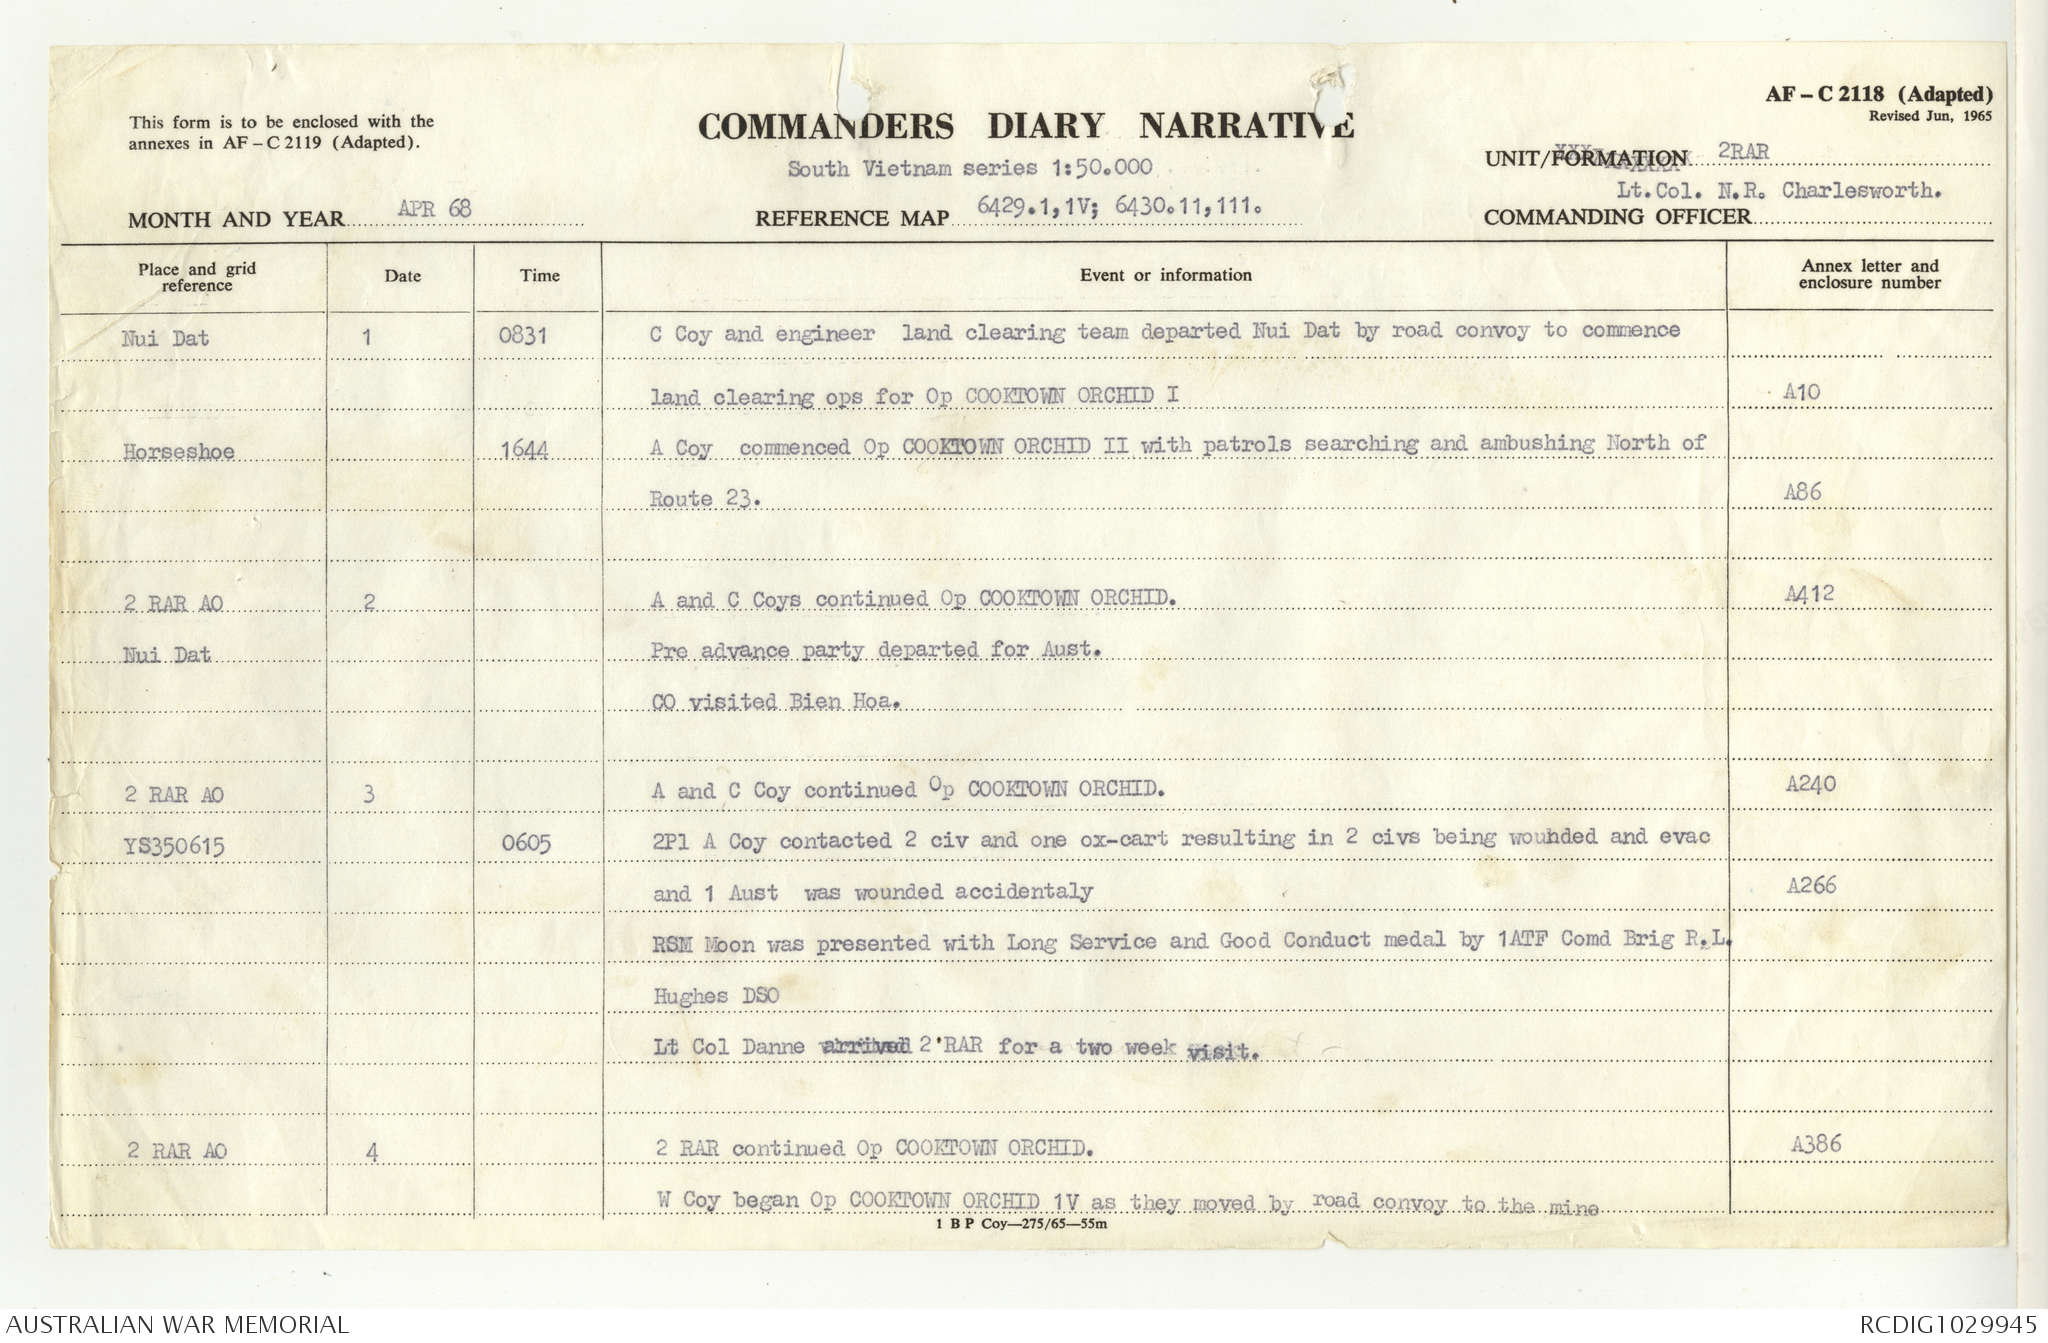 This form is to be enclosed with the
annexes in AF – C 2119 (Adapted).
COMMANDERS DIARY NARRATIVE
AF – C 2118 (Adapted)
Revised Jun, 1965
South Vietnam series 1:50.000
UNIT/FORMATION 2RAR
Lt.Col. N.R. Charlesworth.
MONTH AND YEAR APR 68
REFERENCE MAP 6429.1,1V; 6430.11,111.
COMMANDING OFFICER
Place and grid reference Date Time Event or information Annex letter and enclosure number
Nui Dat 1 0831 C Coy and engineer land clearing team departed Nui Dat by road convoy to commence
land clearing ops for Op COOKTOWN ORCHID I A10
Horseshoe 1644 A Coy commenced Op COOKTOWN ORCHID II with patrols searching and ambushing North of
Route 23. A86
2 RAR AO 2 A and C Coys continued Op COOKTOWN ORCHID. A412
Nui Dat Pre advance party departed for Aust.
CO visited Bien Hoa.
2 RAR AO 3 A and C Coy continued Op COOKTOWN ORCHID. A240
YS350615 0605 2Pl A Coy contacted 2 civ and one ox-cart resulting in 2 civs being wouhded and evac
and 1 Aust was wounded accidentaly A266
RSM Moon was presented with Long Service and Good Conduct medal by 1ATF Comd Brig R.L.
Hughes DSO
Lt Col Danne arrived 2'RAR for a two week visit.
2 RAR AO 4 2 RAR continued Op COOKTOWN ORCHID. A386
W Coy began Op COOKTOWN ORCHID 1V as they moved by road convoy to the mine
1 B P Coy—275/65—55m
AUSTRALIAN WAR MEMORIAL
RCDIG1029945